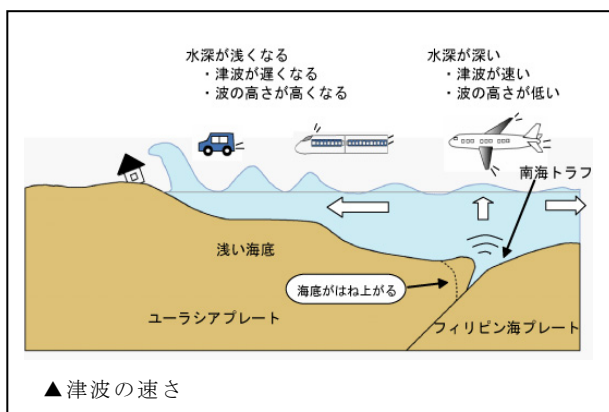 水深が浅くなる
・津波が遅くなる
・波の高さが高くなる
水深が深い
・津波が速い
・波の高さが低い
南海トラフ
浅い海底
海底がはね上がる
ユーラシアプレート
フィリピン海プレート
▲津波の速さ